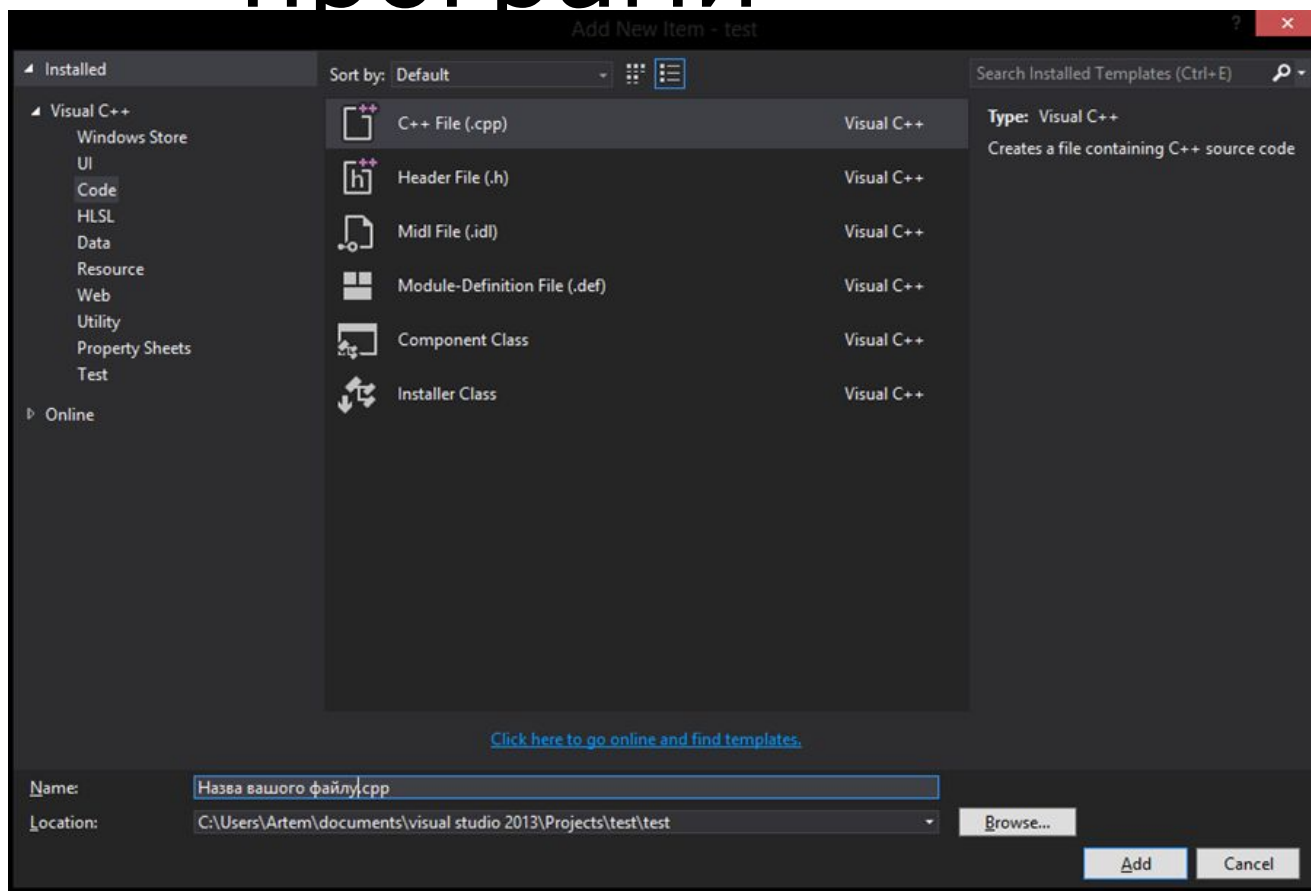 програми
Add New Item - test
?
Installed
Sort by: Default
Search Installed Templates (Ctrl+E)
Visual C++
Windows Store
UI
Code
HLSL
Data
Resource
Web
Utility
Property Sheets
Test
Online
C++ File (.cpp) Visual C++
Header File (.h) Visual C++
Midl File (.idl) Visual C++
Module-Definition File (.def) Visual C++
Component Class Visual C++
Installer Class Visual C++
Type: Visual C++
Creates a file containing C++ source code
Click here to go online and find templates.
Name: Назва вашого файлу.cpp
Location: C:\Users\Artem\documents\visual studio 2013\Projects\test\test
Browse...
Add Cancel